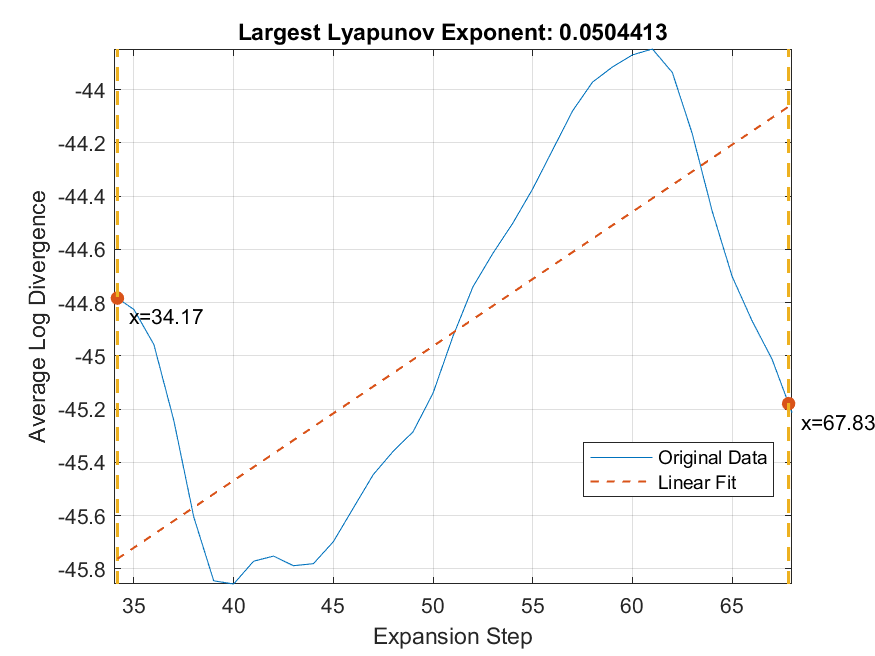 Largest Lyapunov Exponent: 0.0504413
Average Log Divergence
-44
-44.2
-44.4
-44.6
-44.8
-45
-45.2
-45.4
-45.6
-45.8
x=34.17
x=67.83
Original Data
Linear Fit
35 40 45 50 55 60 65
Expansion Step